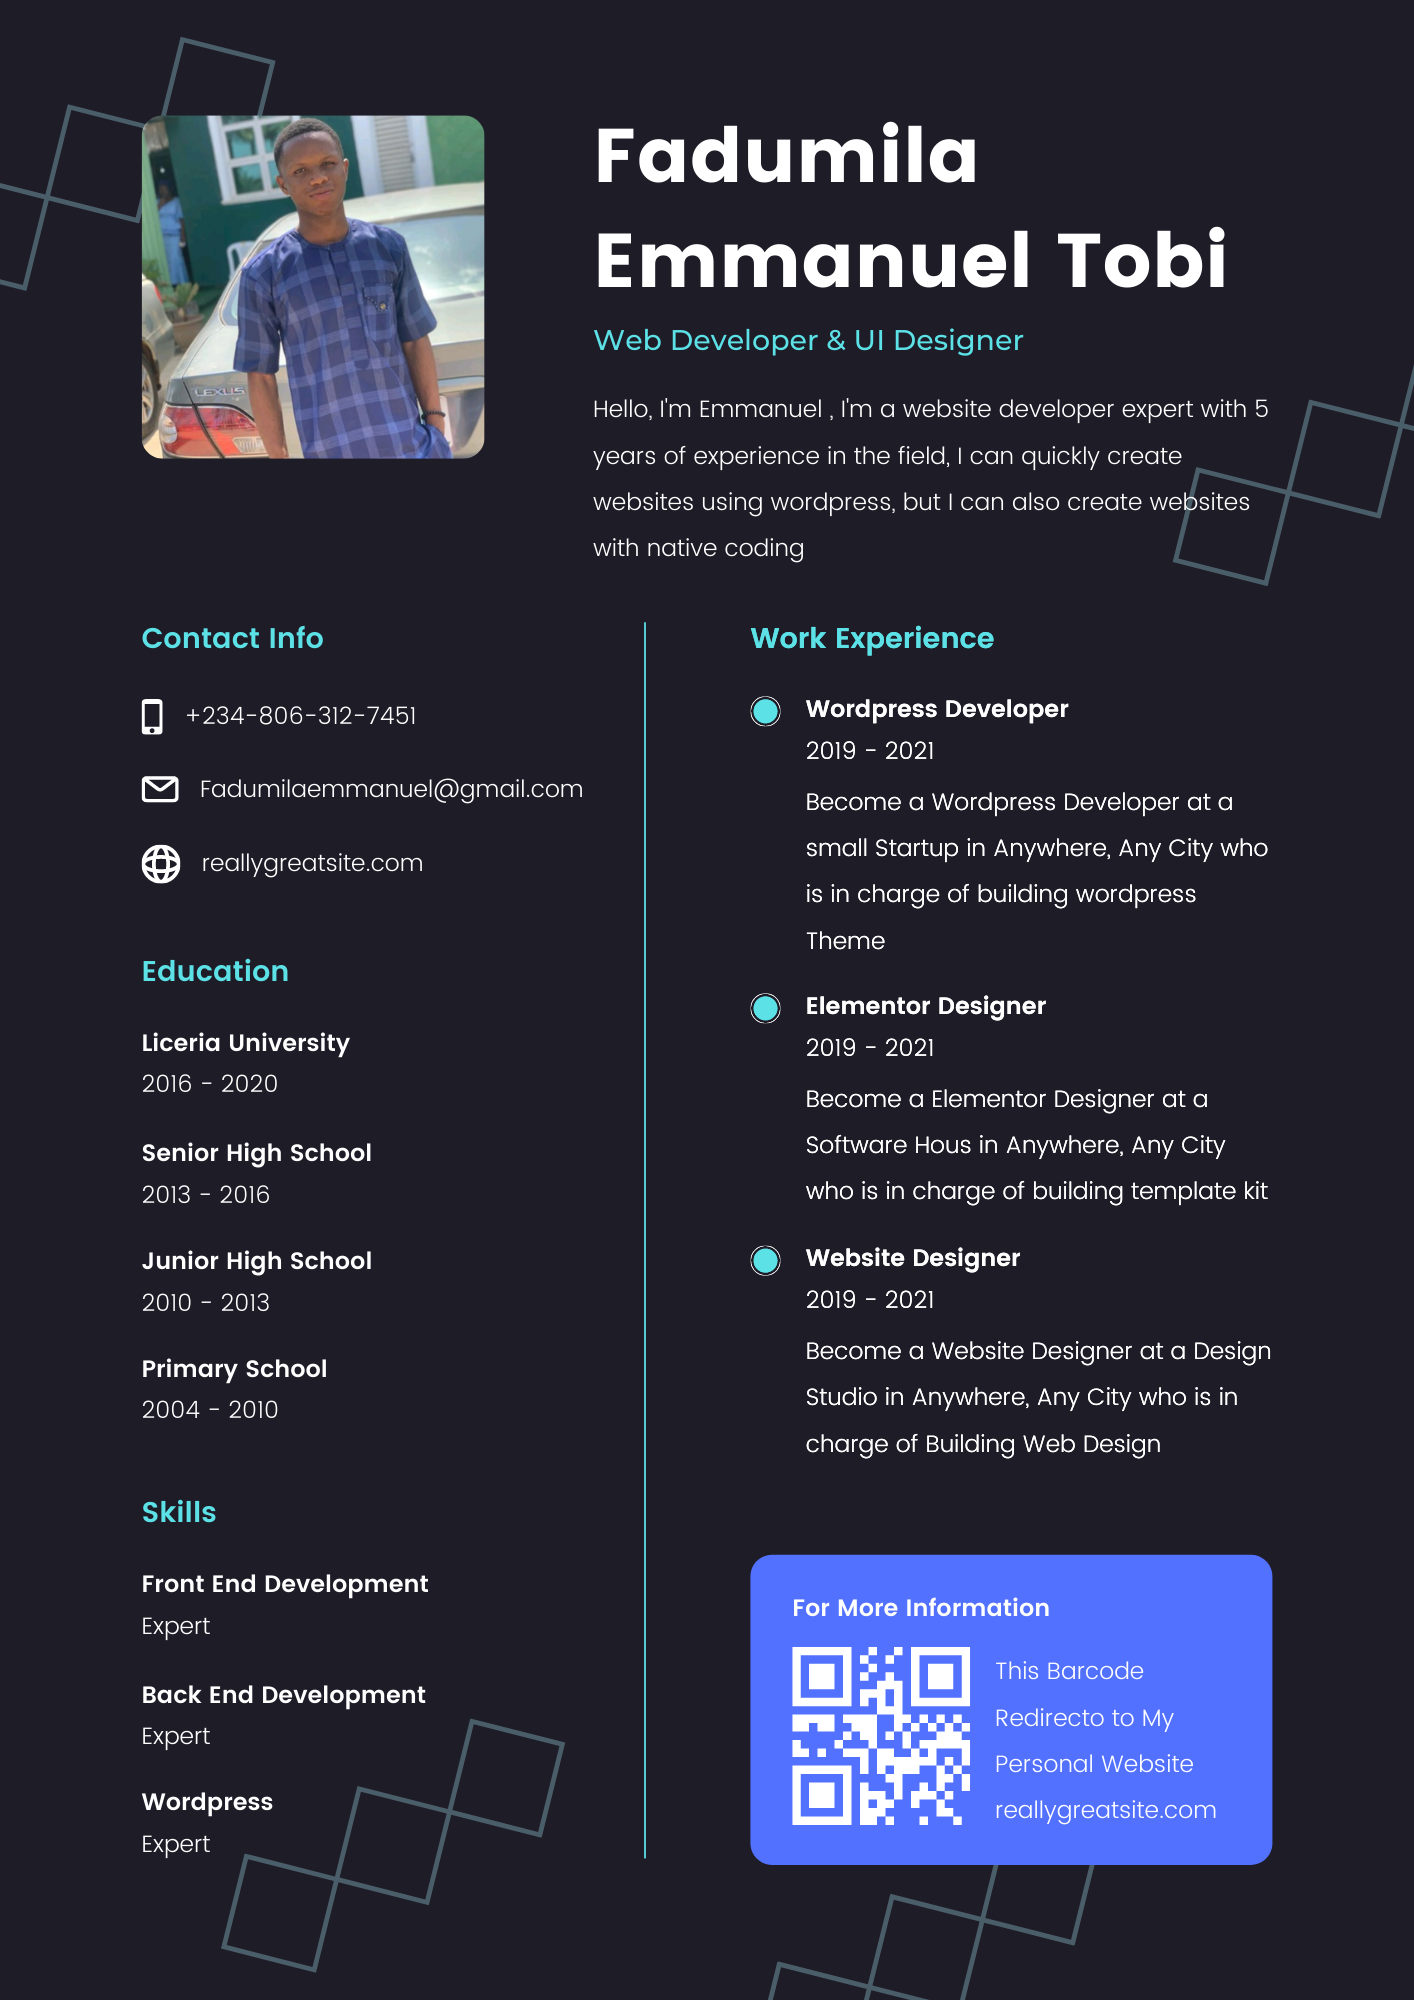 Fadumila
Emmanuel Tobi
Web Developer & UI Designer
Hello, I'm Emmanuel , I'm a website developer expert with 5
years of experience in the field, I can quickly create
websites using wordpress, but I can also create websites
with native coding
LEXUS
Contact Info
+234-806-312-7451
Fadumilaemmanuel@gmail.com
reallygreatsite.com
Education
Liceria University
2016 - 2020
Senior High School
2013 - 2016
Junior High School
2010 - 2013
Primary School
2004 - 2010
Skills
Front End Development
Expert
Back End Development
Expert
Wordpress
Expert
Work Experience
Wordpress Developer
2019 - 2021
Become a Wordpress Developer at a
small Startup in Anywhere, Any City who
is in charge of building wordpress
Theme
Elementor Designer
2019 - 2021
Become a Elementor Designer at a
Software Hous in Anywhere, Any City
who is in charge of building template kit
Website Designer
2019 - 2021
Become a Website Designer at a Design
Studio in Anywhere, Any City who is in
charge of Building Web Design
For More Information
This Barcode
Redirecto to My
Personal Website
reallygreatsite.com